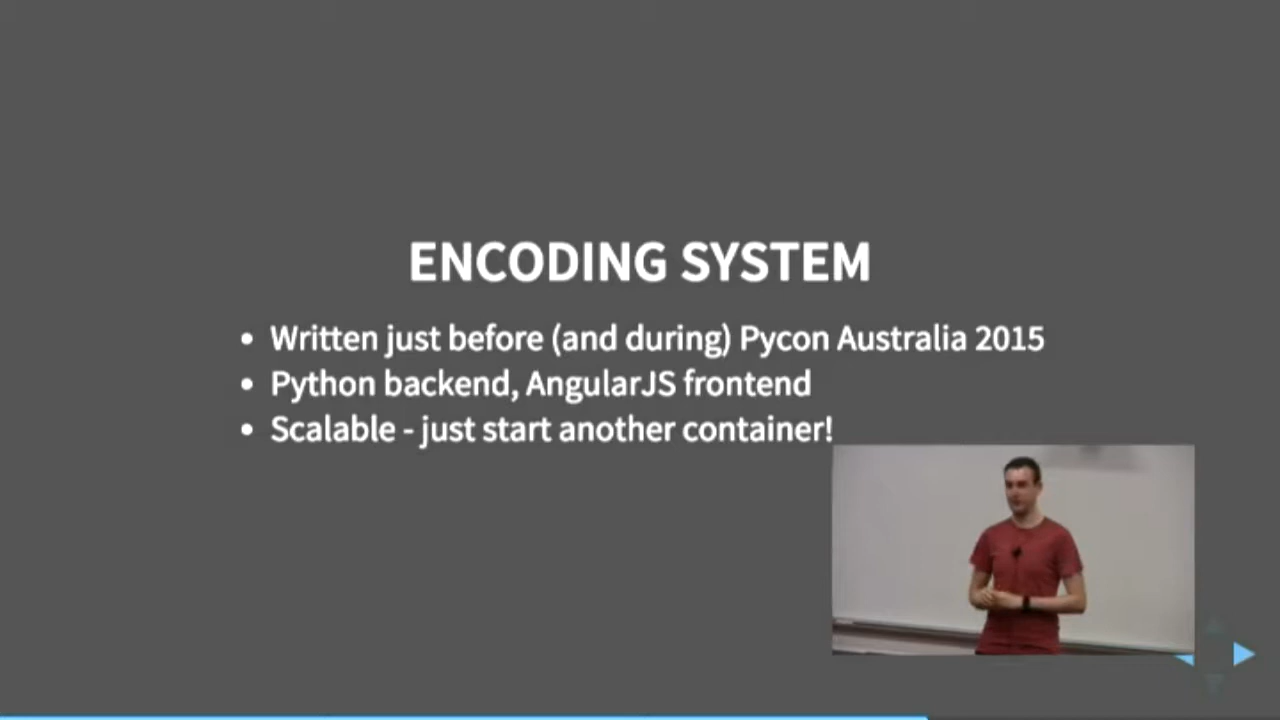 ENCODING SYSTEM
• Written just before (and during) Pycon Australia 2015
• Python backend, AngularJS frontend
• Scalable - just start another container!